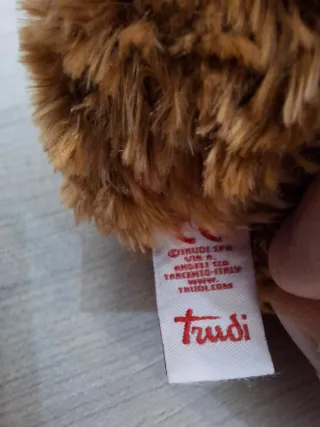 ©TRUDI SPA
VIA A.
ANGELI 120
TARCENTO-ITALY
WWW.
TRUDI.COM
Trudi